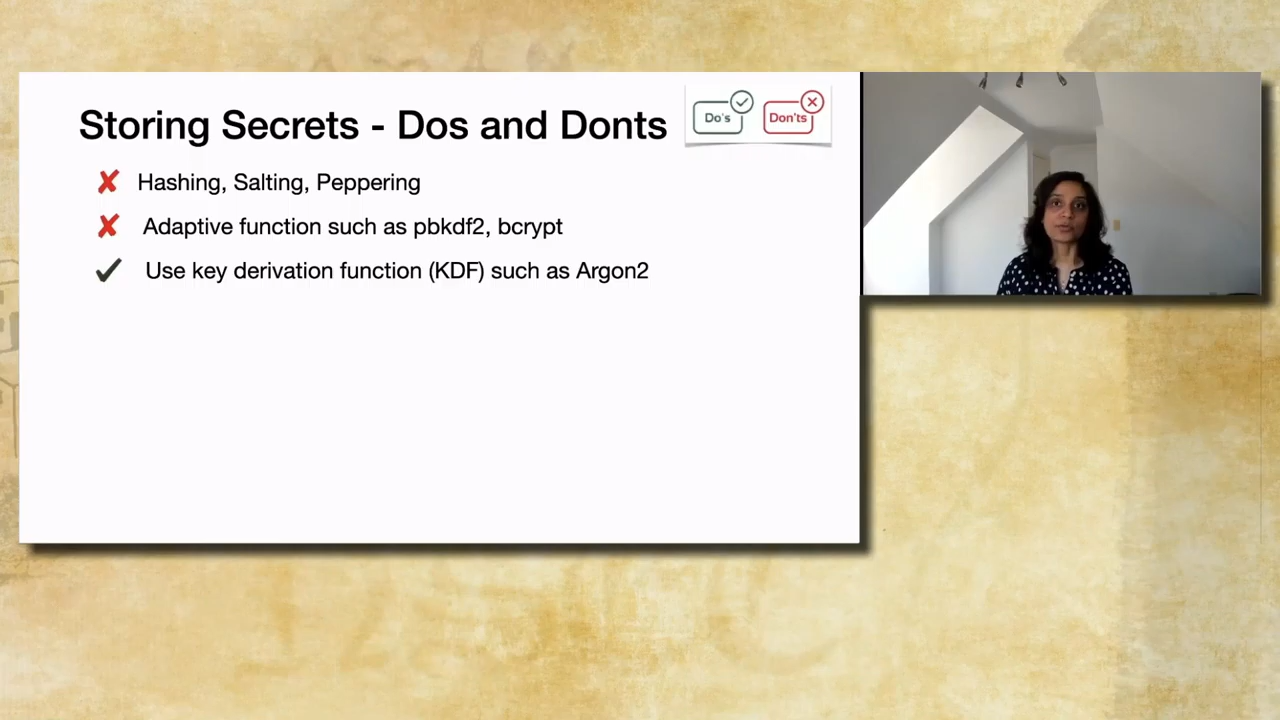 Storing Secrets - Dos and Donts
Do's
Don'ts
Hashing, Salting, Peppering
Adaptive function such as pbkdf2, bcrypt
Use key derivation function (KDF) such as Argon2